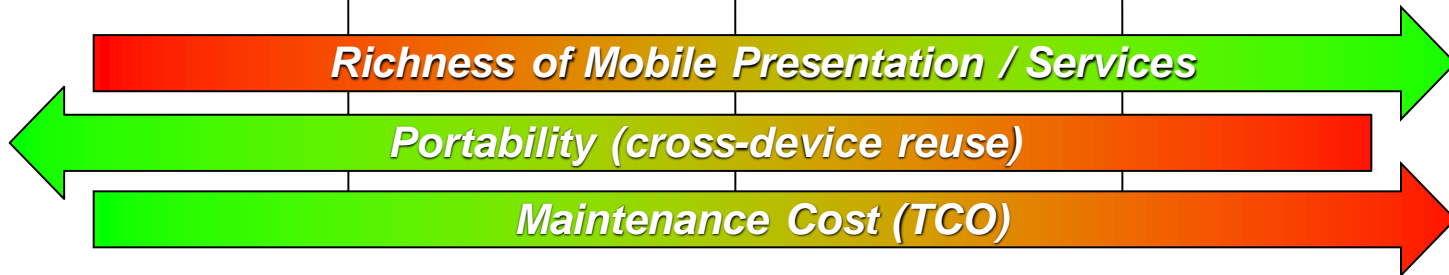 Richness of Mobile Presentation / Services
Portability (cross-device reuse)
Maintenance Cost (TCO)